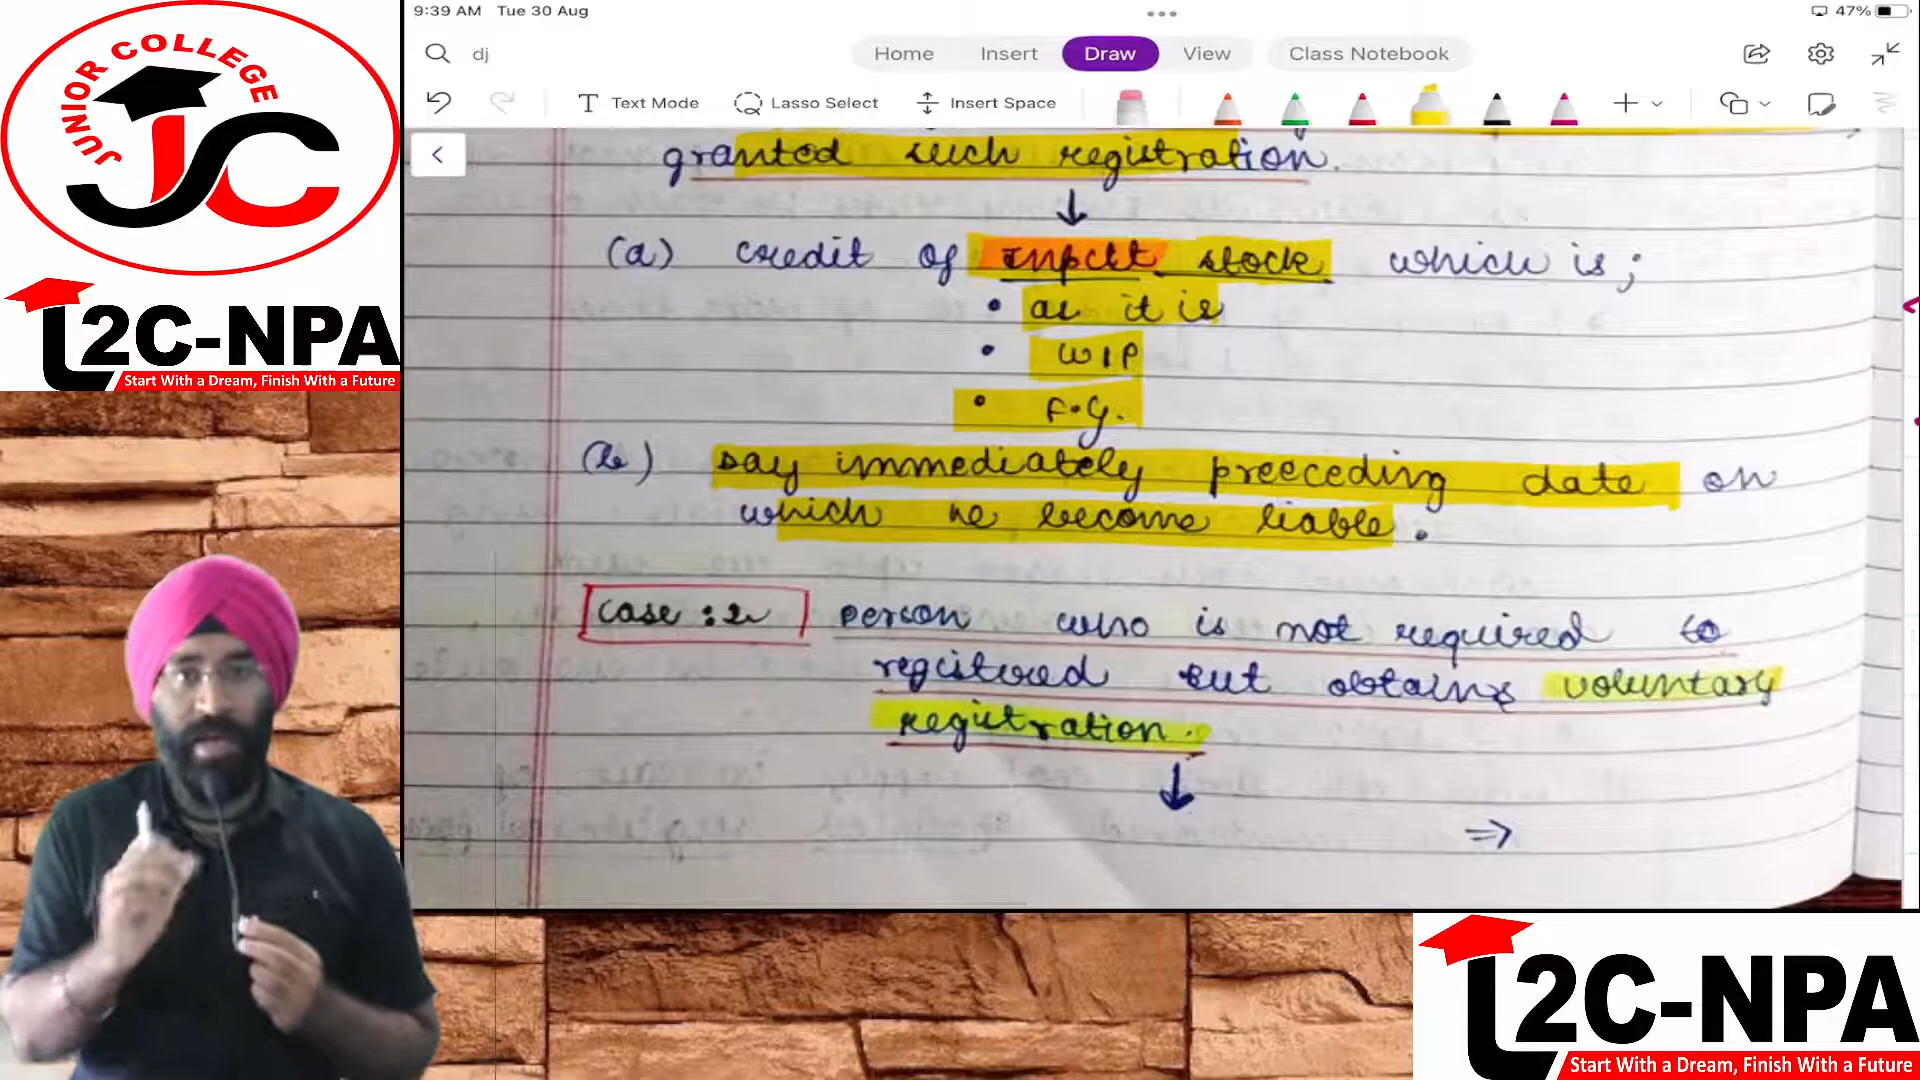 9:39 AM Tue 30 Aug
47%
dj
Home Insert Draw View Class Notebook
Text Mode Lasso Select Insert Space
JUNIOR COLLEGE
JC
L2C-NPA
Start With a Dream, Finish With a Future
granted such registration.
(a) credit of input stock which is;
• as it is
• WIP
• F.G.
(b) say immediately preeceding date on
which he become liable.
Case : 2 person who is not required to
registered but obtains voluntary
registration.
L2C-NPA
Start With a Dream, Finish With a Future